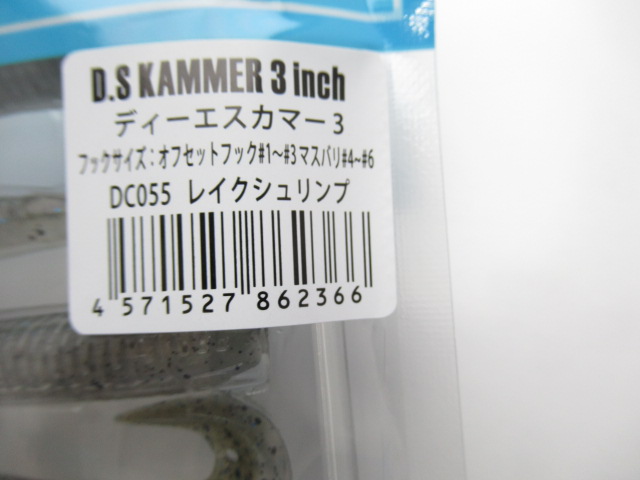 D.S KAMMER 3 inch
ディーエスカマー3
フックサイズ：オフセットフック#1～#3マスバリ#4~#6
DC055 レイクシュリンプ
4 571527 862366